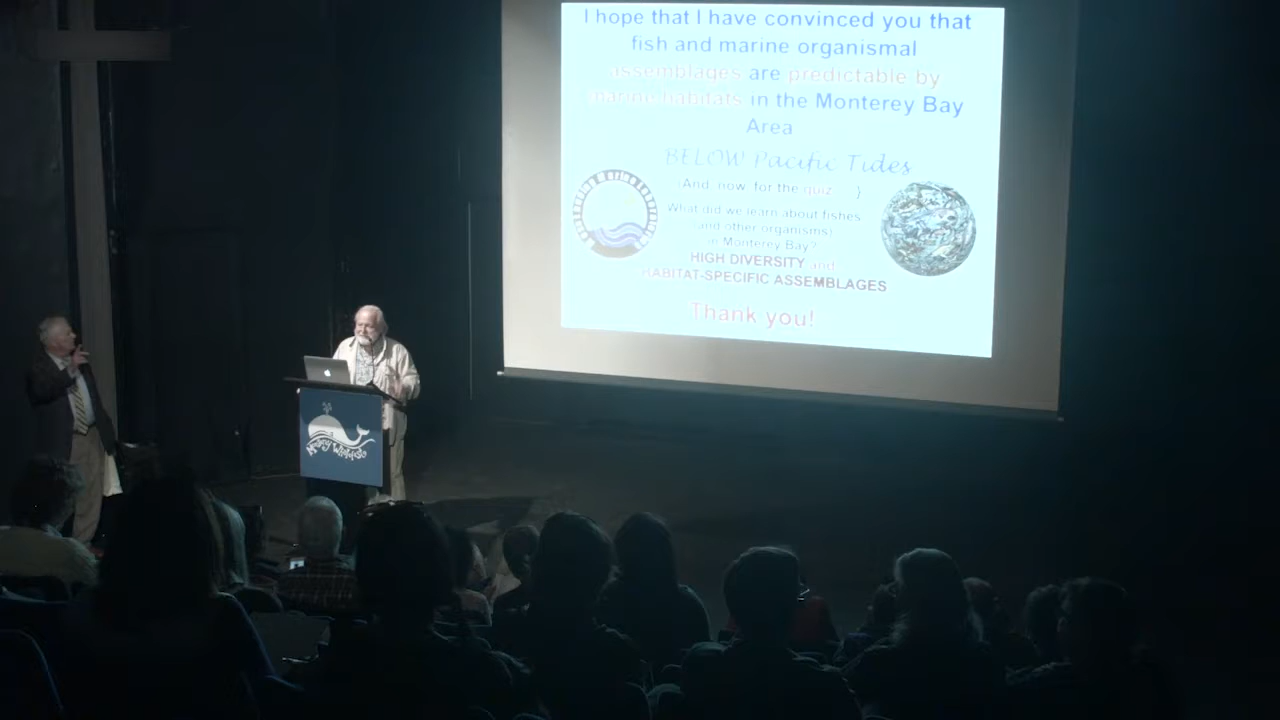 I hope that I have convinced you that
fish and marine organismal
assemblages are predictable by
marine habitats in the Monterey Bay
Area
BELOW Pacific Tides
(And, now, for the quiz )
What did we learn about fishes
(and other organisms)
in Monterey Bay?
HIGH DIVERSITY and
HABITAT-SPECIFIC ASSEMBLAGES
Thank you!